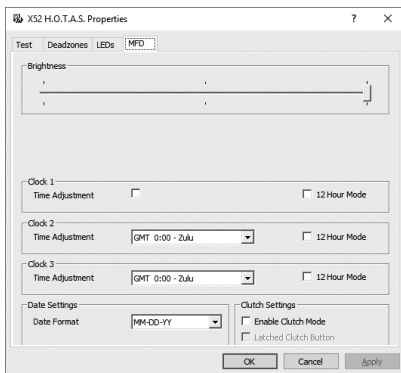 X52 H.O.T.A.S. Properties ? X
Test Deadzones LEDs MFD
Brightness
Clock 1
Time Adjustment 12 Hour Mode
Clock 2
Time Adjustment GMT 0:00 - Zulu 12 Hour Mode
Clock 3
Time Adjustment GMT 0:00 - Zulu 12 Hour Mode
Date Settings Clutch Settings
Date Format MM-DD-YY Enable Clutch Mode
Latched Clutch Button
OK Cancel Apply